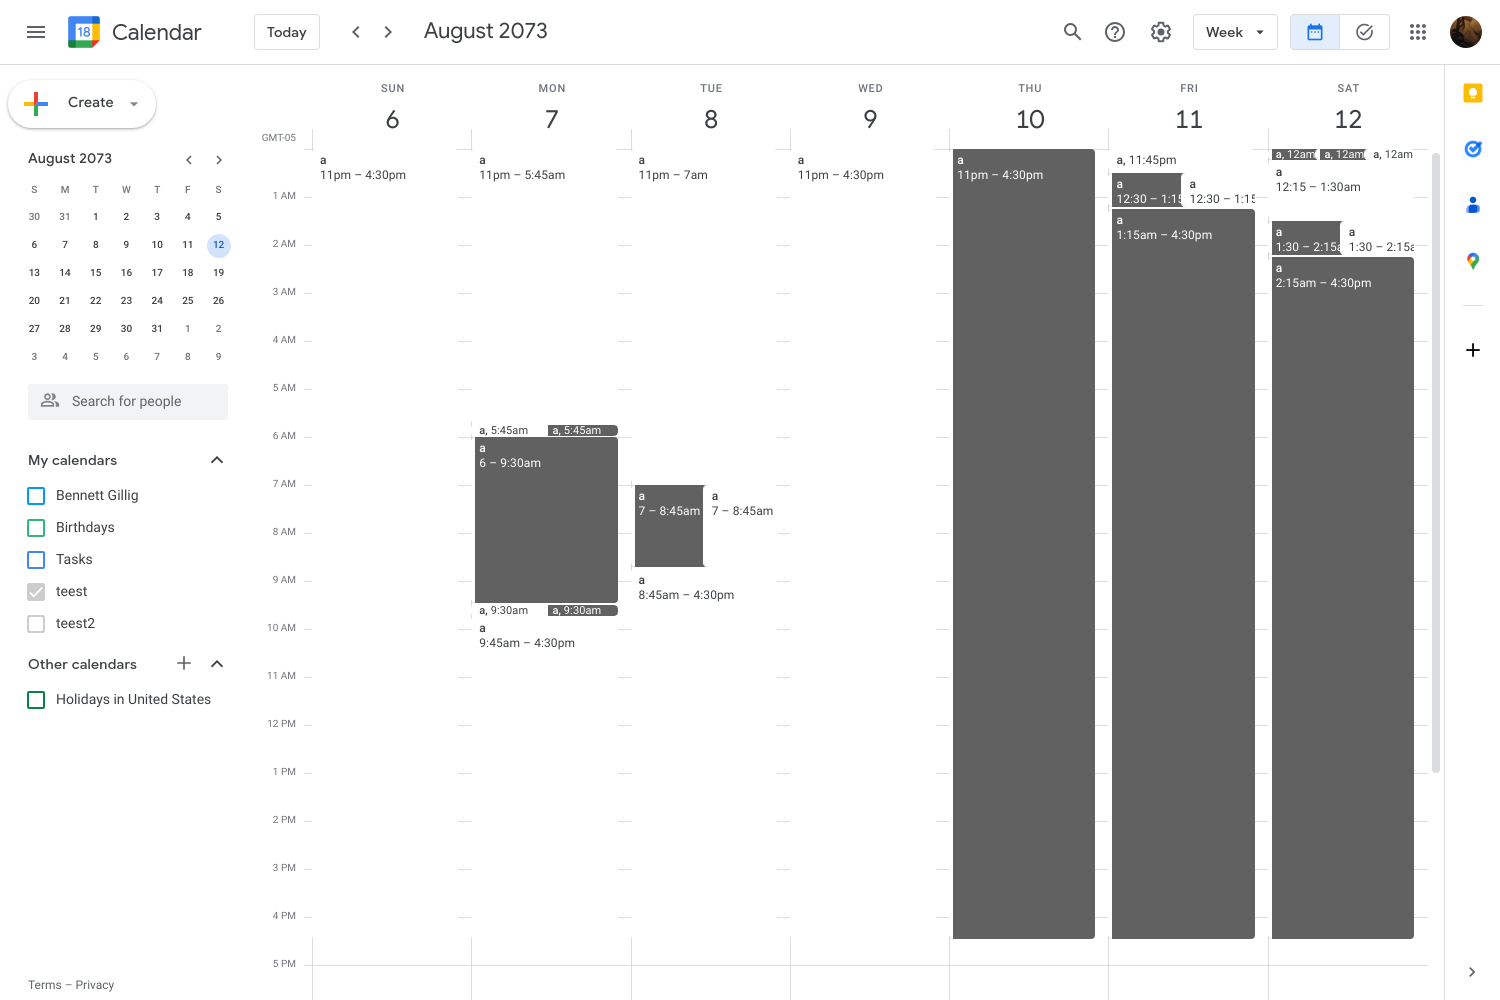 18 Calendar Today August 2073 Week
Create
August 2073
S M T W T F S
30 31 1 2 3 4 5
6 7 8 9 10 11 12
13 14 15 16 17 18 19
20 21 22 23 24 25 26
27 28 29 30 31 1 2
3 4 5 6 7 8 9
Search for people
My calendars
Bennett Gillig
Birthdays
Tasks
teest
teest2
Other calendars
Holidays in United States
Terms – Privacy
SUN MON TUE WED THU FRI SAT
6 7 8 9 10 11 12
GMT-05
1 AM
2 AM
3 AM
4 AM
5 AM
6 AM
7 AM
8 AM
9 AM
10 AM
11 AM
12 PM
1 PM
2 PM
3 PM
4 PM
5 PM
a
11pm – 4:30pm
a
11pm – 5:45am
a, 5:45am a, 5:45am
a
6 – 9:30am
a, 9:30am a, 9:30am
a
9:45am – 4:30pm
a
11pm – 7am
a a
7 – 8:45am 7 – 8:45am
a
8:45am – 4:30pm
a
11pm – 4:30pm
a
11pm – 4:30pm
a, 11:45pm
a a
12:30 – 1:15 12:30 – 1:15
a
1:15am – 4:30pm
a, 12am a, 12am a, 12am
a
12:15 – 1:30am
a a
1:30 – 2:15a 1:30 – 2:15a
a
2:15am – 4:30pm